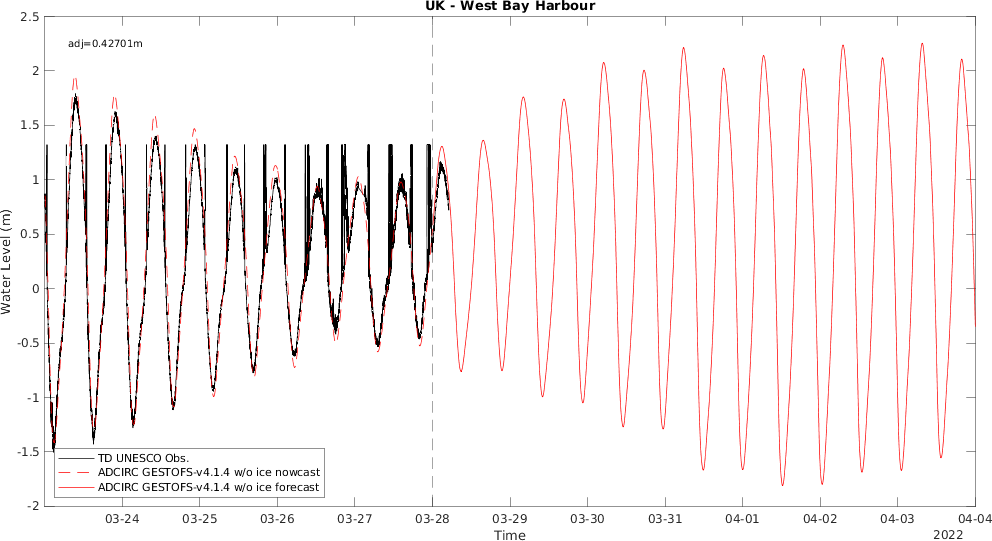 UK - West Bay Harbour
adj=0.42701m
2.5
2
1.5
1
0.5
0
-0.5
-1
-1.5
-2
Water Level (m)
TD UNESCO Obs.
ADCIRC GESTOFS-v4.1.4 w/o ice nowcast
ADCIRC GESTOFS-v4.1.4 w/o ice forecast
03-24 03-25 03-26 03-27 03-28 03-29 03-30 03-31 04-01 04-02 04-03 04-04
Time
2022